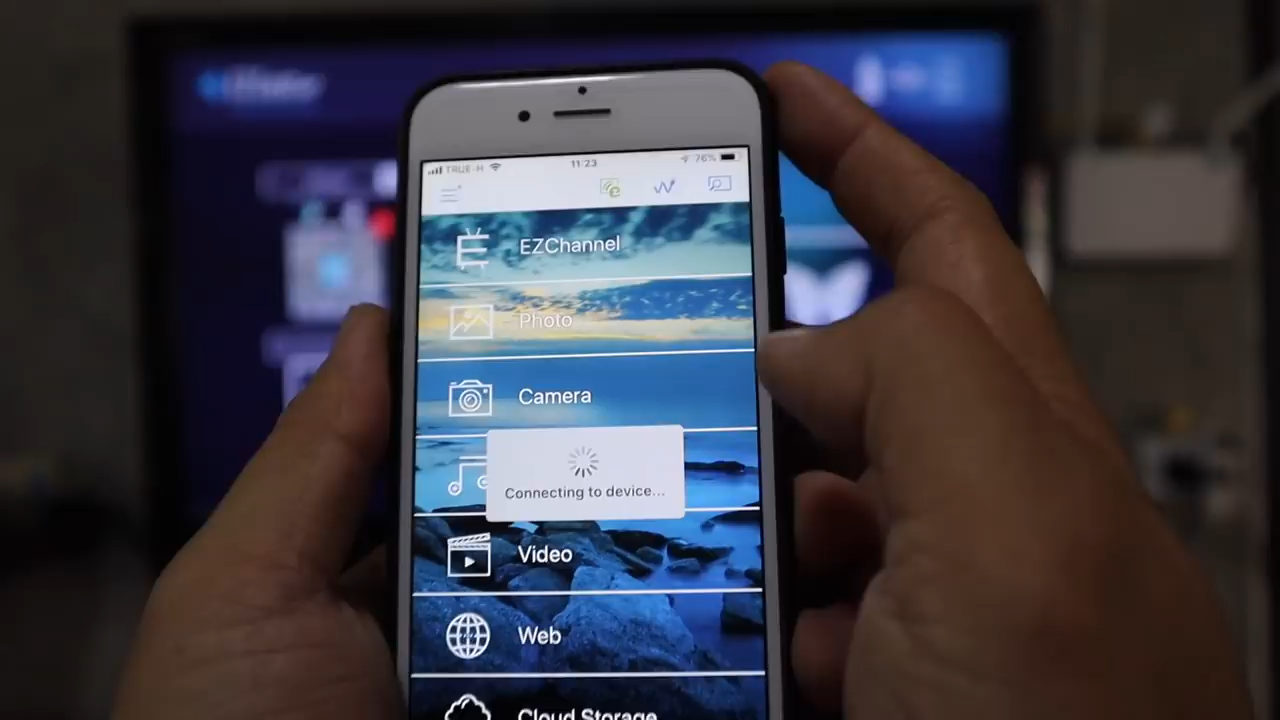 TRUE-H 11:23 76%
EZChannel
Photo
Camera
Connecting to device...
Video
Web
Cloud Storage